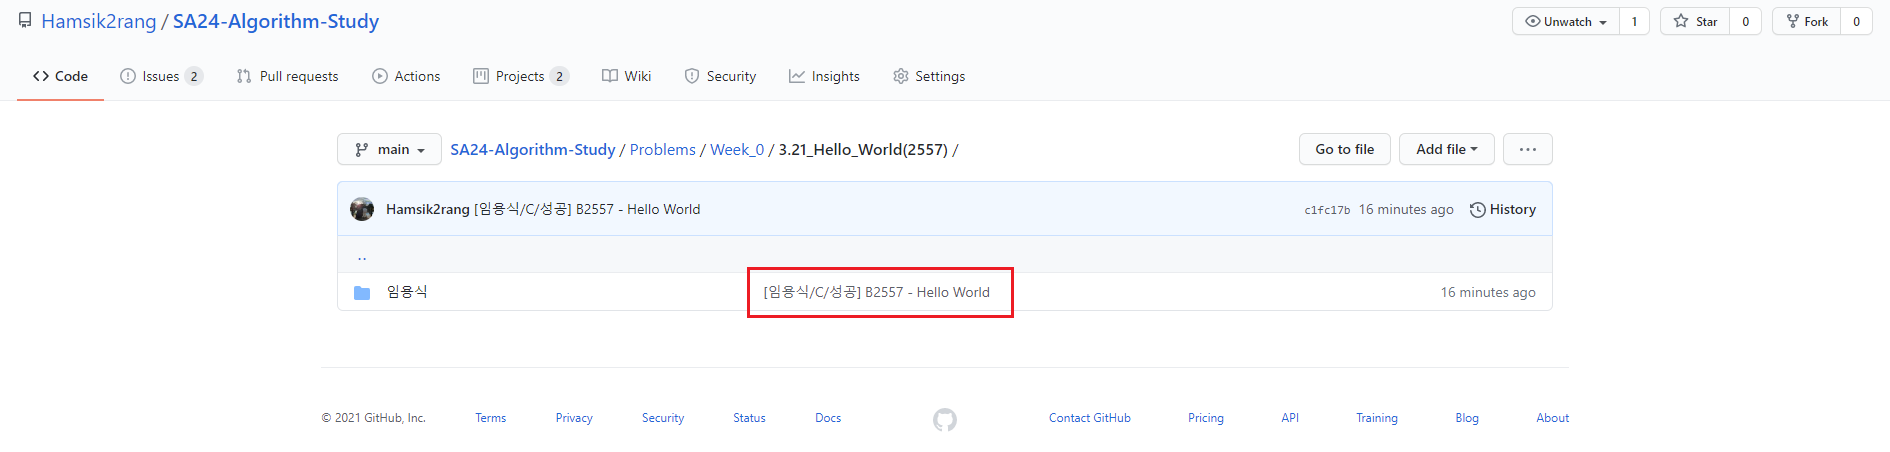 Hamsik2rang / SA24-Algorithm-Study
Unwatch 1 Star 0 Fork 0
Code Issues 2 Pull requests Actions Projects 2 Wiki Security Insights Settings
main SA24-Algorithm-Study / Problems / Week_0 / 3.21_Hello_World(2557) / Go to file Add file ...
Hamsik2rang [임용식/C/성공] B2557 - Hello World c1fc17b 16 minutes ago History
..
임용식 [임용식/C/성공] B2557 - Hello World 16 minutes ago
© 2021 GitHub, Inc. Terms Privacy Security Status Docs Contact GitHub Pricing API Training Blog About